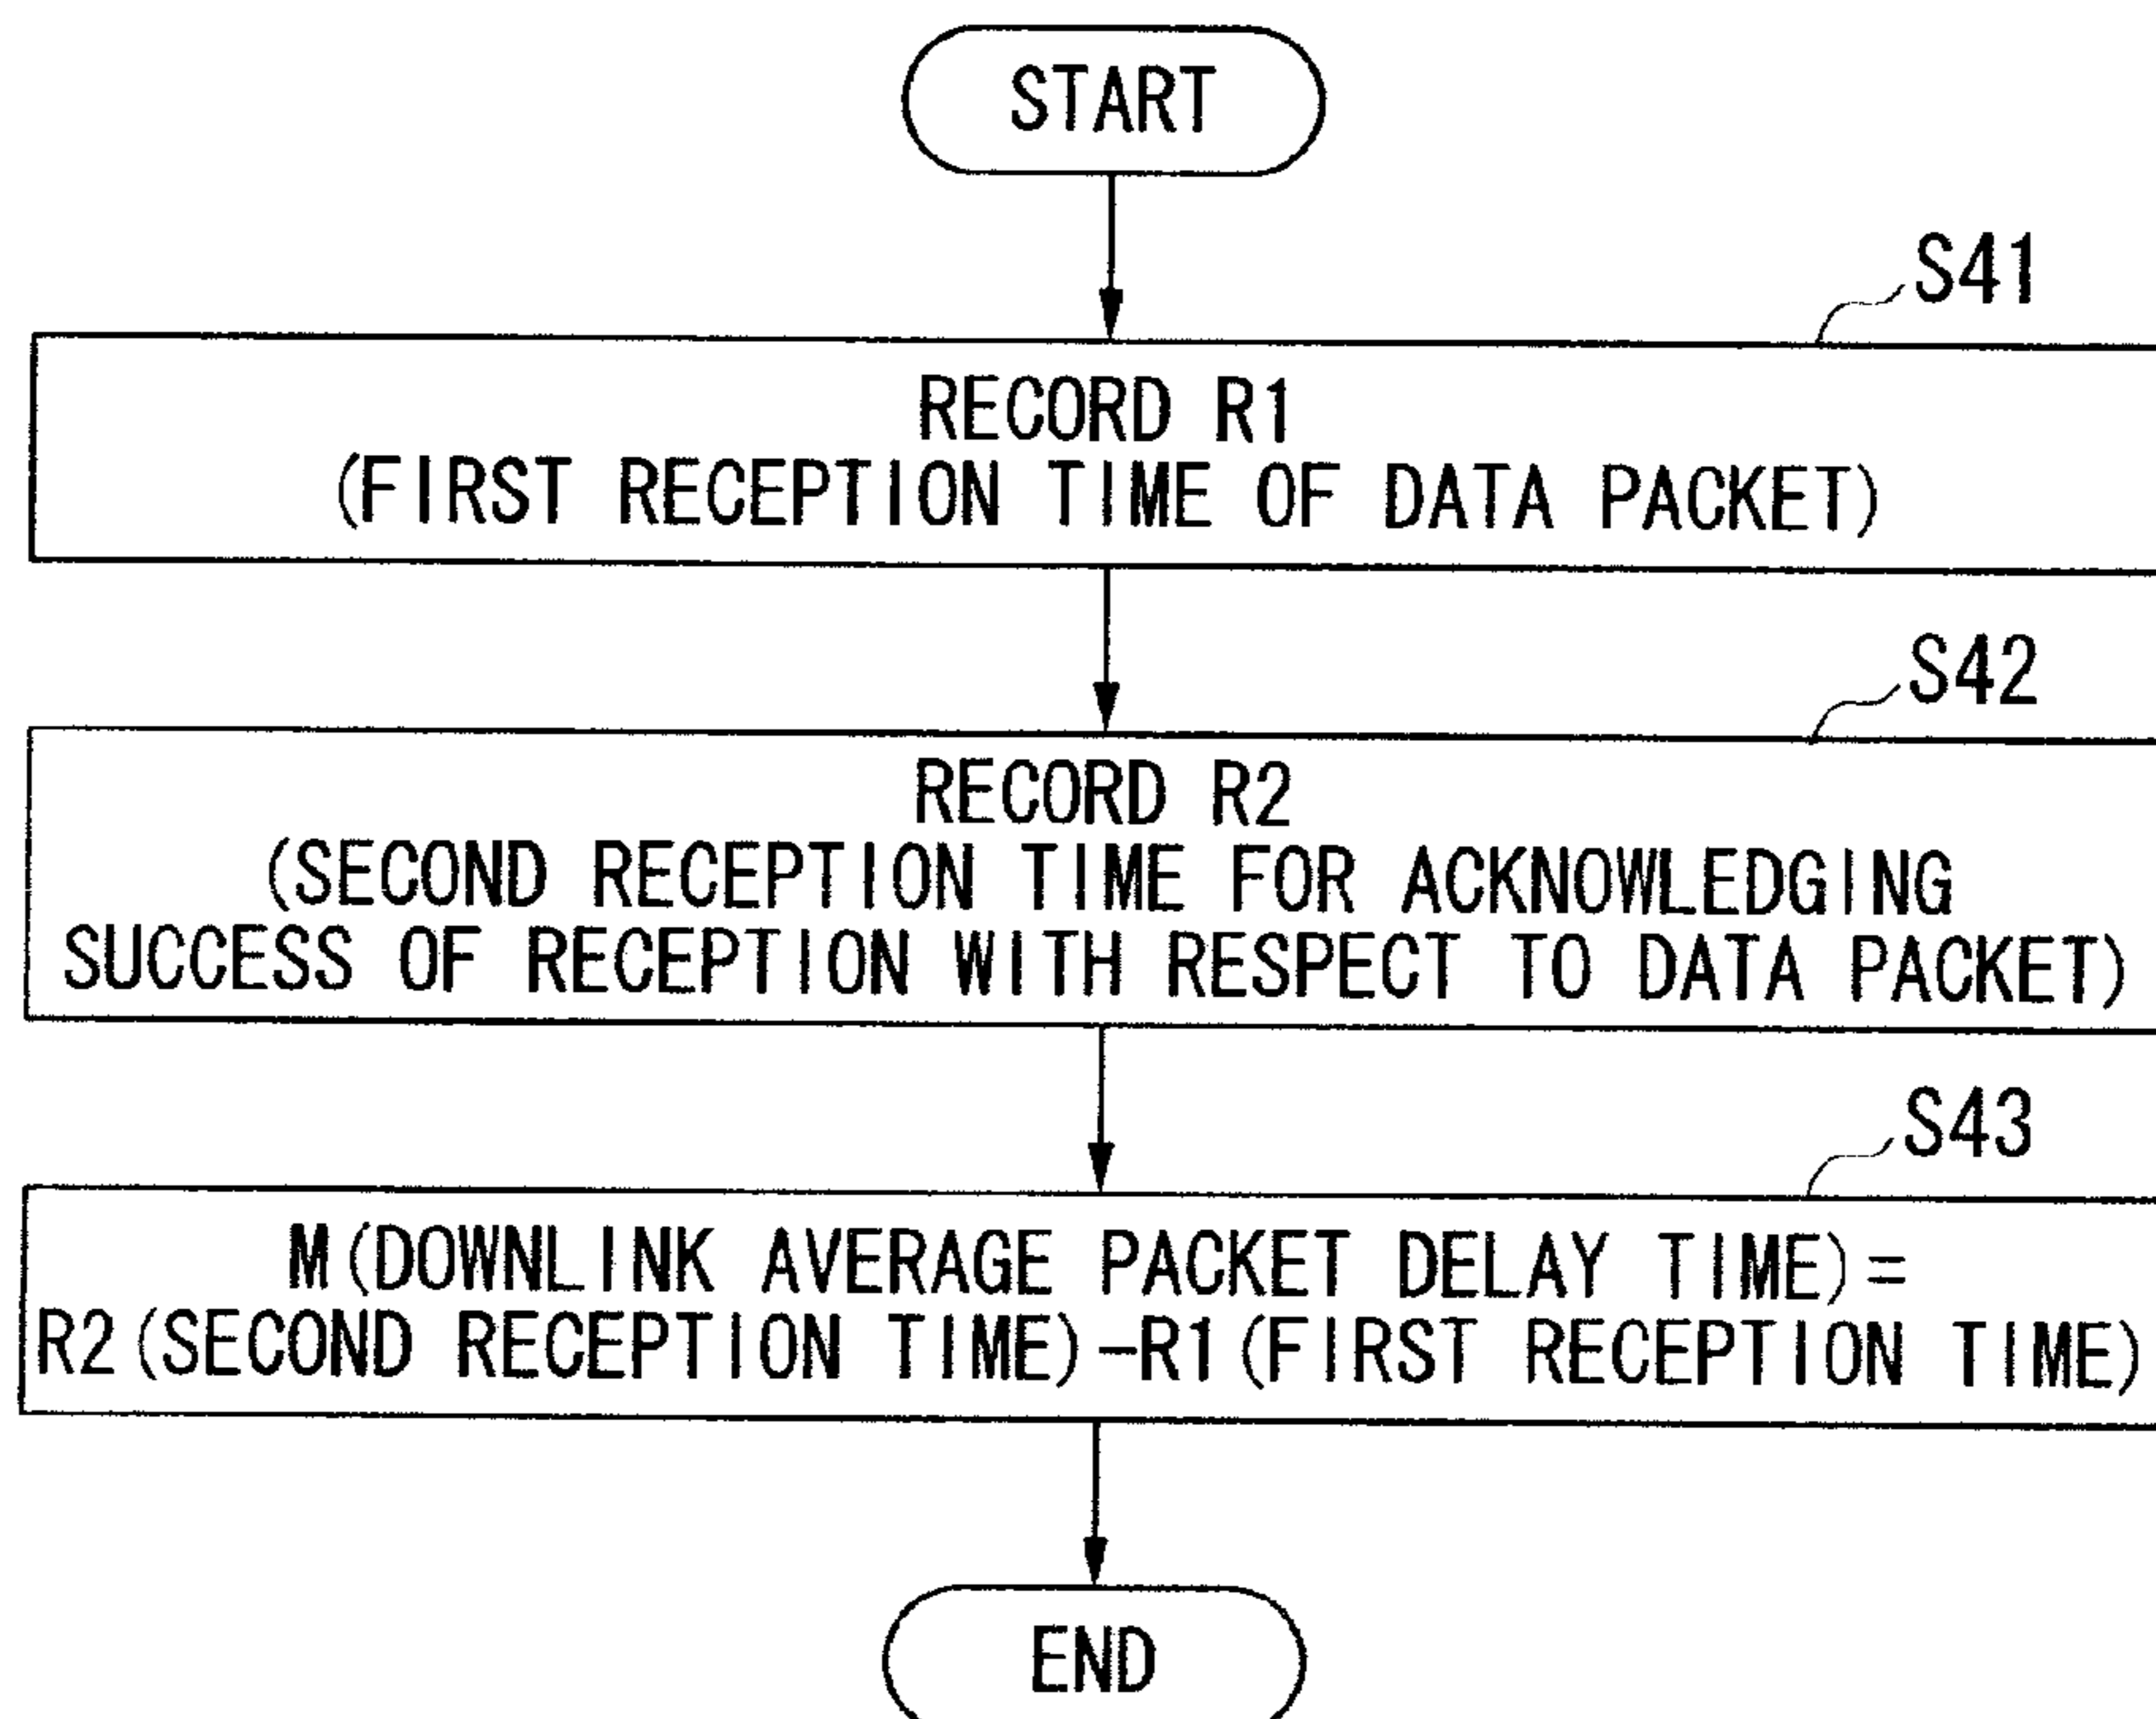 START
S41
RECORD R1
(FIRST RECEPTION TIME OF DATA PACKET)
S42
RECORD R2
(SECOND RECEPTION TIME FOR ACKNOWLEDGING
SUCCESS OF RECEPTION WITH RESPECT TO DATA PACKET)
S43
M(DOWNLINK AVERAGE PACKET DELAY TIME)=
R2(SECOND RECEPTION TIME)-R1(FIRST RECEPTION TIME)
END